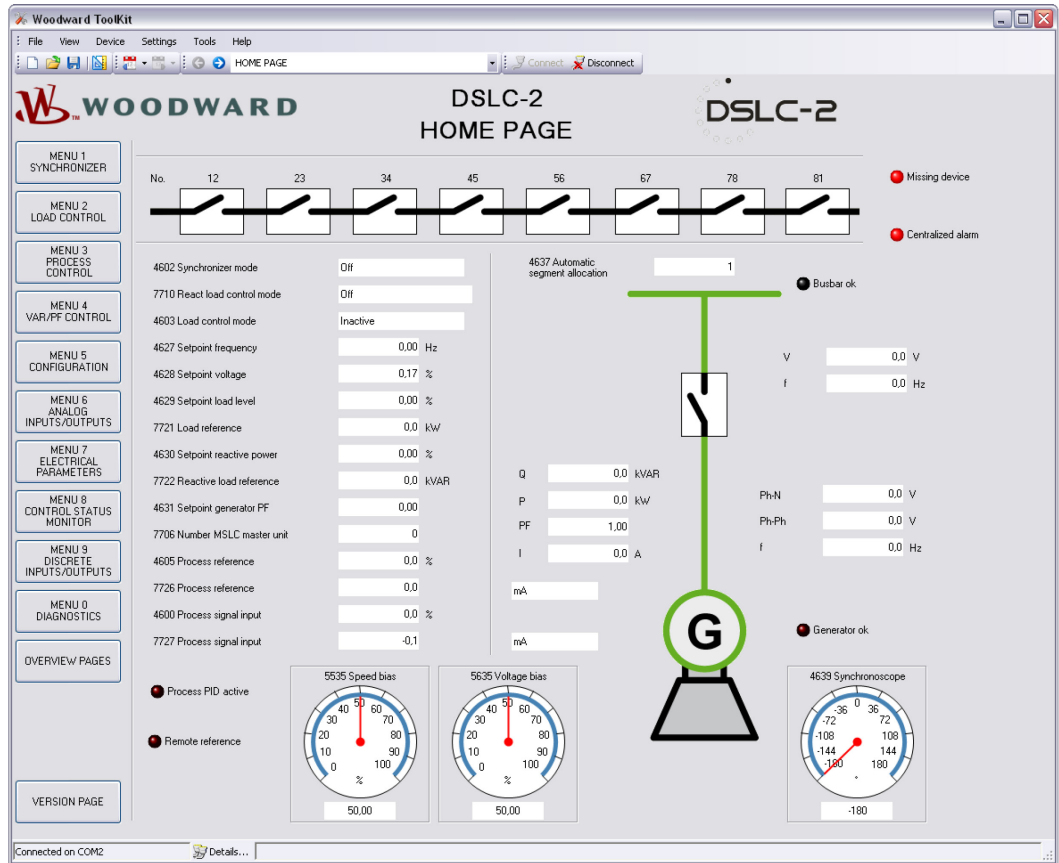 Woodward ToolKit
File View Device Settings Tools Help
HOME PAGE Connect Disconnect
WOODWARD
DSLC-2
HOME PAGE
DSLC-2
MENU 1
SYNCHRONIZER
MENU 2
LOAD CONTROL
MENU 3
PROCESS
CONTROL
MENU 4
VAR/PF CONTROL
MENU 5
CONFIGURATION
MENU 6
ANALOG
INPUTS/OUTPUTS
MENU 7
ELECTRICAL
PARAMETERS
MENU 8
CONTROL STATUS
MONITOR
MENU 9
DISCRETE
INPUTS/OUTPUTS
MENU 0
DIAGNOSTICS
OVERVIEW PAGES
VERSION PAGE
No. 12 23 34 45 56 67 78 81
Missing device
Centralized alarm
4602 Synchronizer mode Off
7710 React load control mode Off
4603 Load control mode Inactive
4627 Setpoint frequency 0,00 Hz
4628 Setpoint voltage 0,17 %
4629 Setpoint load level 0,00 %
7721 Load reference 0,0 kW
4630 Setpoint reactive power 0,00 %
7722 Reactive load reference 0,0 kVAR
4631 Setpoint generator PF 0,00
7706 Number MSLC master unit 0
4605 Process reference 0,0 %
7726 Process reference 0,0 mA
4600 Process signal input 0,0 %
7727 Process signal input -0,1 mA
4637 Automatic
segment allocation 1
Busbar ok
V 0,0 V
f 0,0 Hz
Q 0,0 kVAR
P 0,0 kW
PF 1,00
I 0,0 A
Ph-N 0,0 V
Ph-Ph 0,0 V
f 0,0 Hz
G
Generator ok
Process PID active
Remote reference
5535 Speed bias
0 10 20 30 40 50 60 70 80 90 100
%
50,00
5635 Voltage bias
0 10 20 30 40 50 60 70 80 90 100
%
50,00
4639 Synchronoscope
-180 -144 -108 -72 -36 0 36 72 108 144 180
°
-180
Connected on COM2 Details...